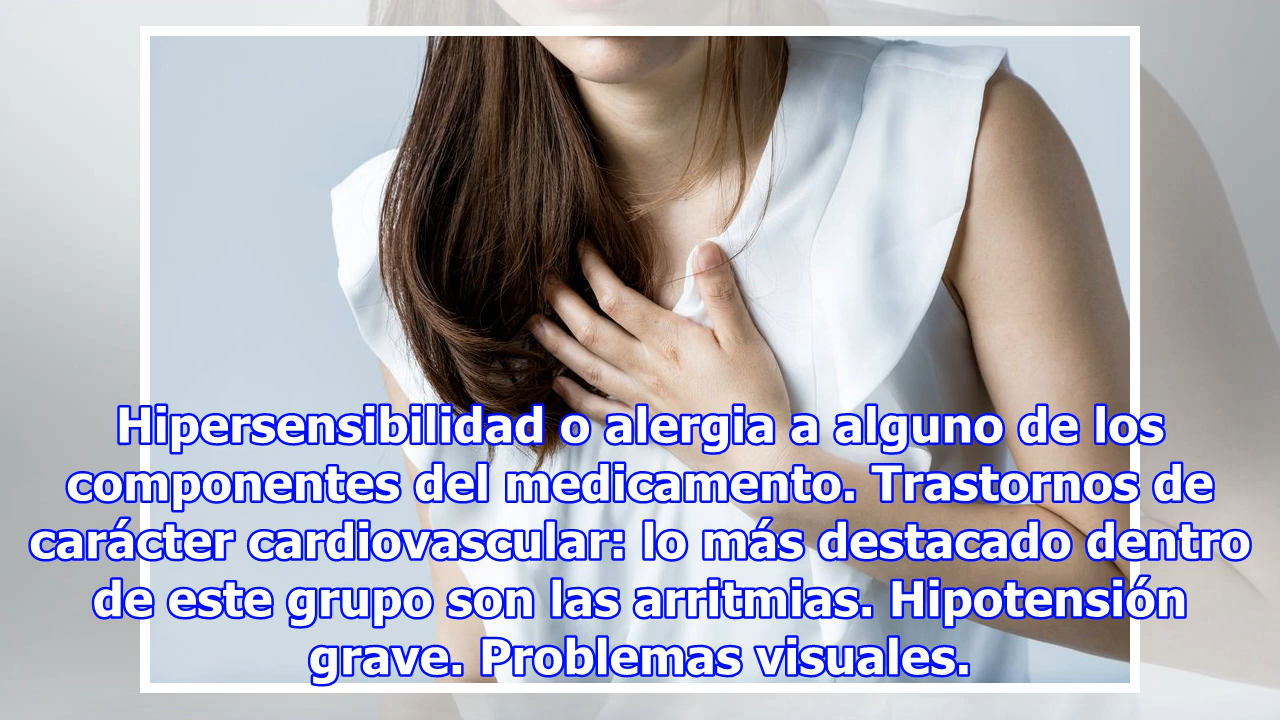 Hipersensibilidad o alergia a alguno de los
componentes del medicamento. Trastornos de
carácter cardiovascular: lo más destacado dentro
de este grupo son las arritmias. Hipotensión
grave. Problemas visuales.